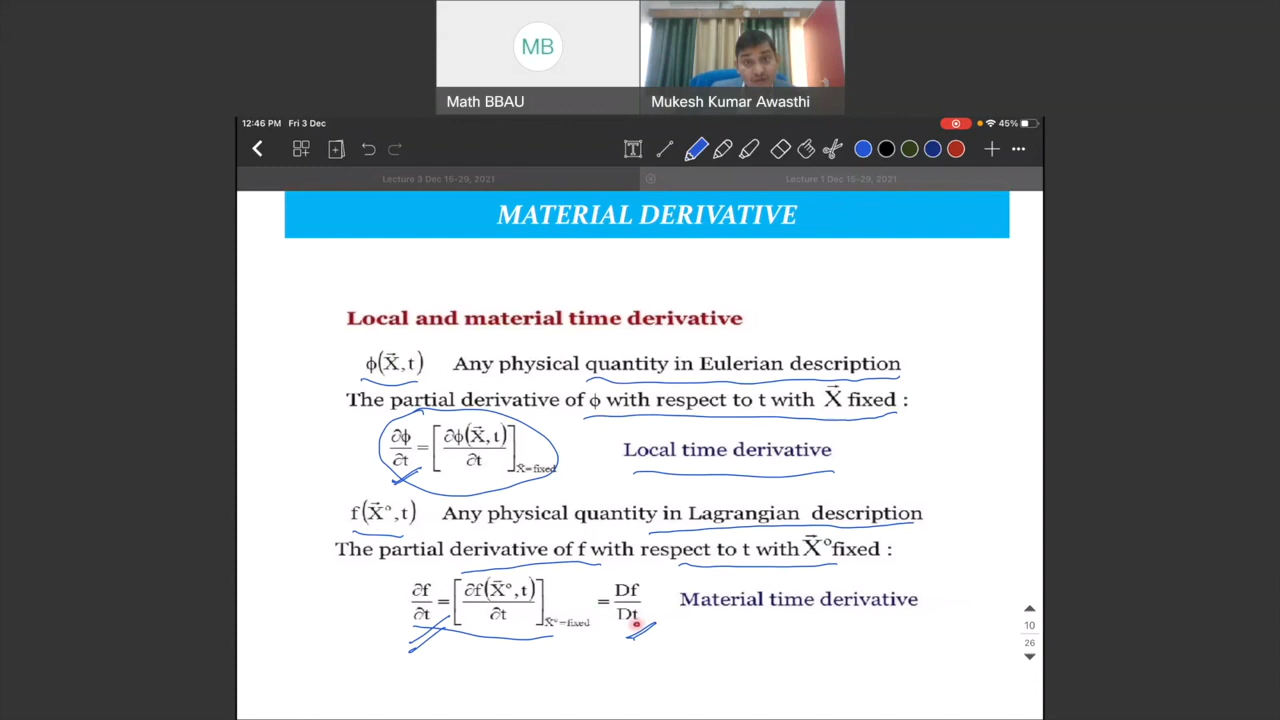 MB
Math BBAU
Mukesh Kumar Awasthi
12:46 PM Fri 3 Dec
45%
Lecture 3 Dec 15-29, 2021
Lecture 1 Dec 15-29, 2021
MATERIAL DERIVATIVE
Local and material time derivative
ϕ(X⃗,t) Any physical quantity in Eulerian description
The partial derivative of ϕ with respect to t with X⃗ fixed :
∂ϕ/∂t = [∂ϕ(X⃗,t)/∂t]X⃗=fixed Local time derivative
f(X⃗°,t) Any physical quantity in Lagrangian description
The partial derivative of f with respect to t with X⃗° fixed :
∂f/∂t = [∂f(X⃗°,t)/∂t]X⃗°=fixed = Df/Dt Material time derivative
10
26